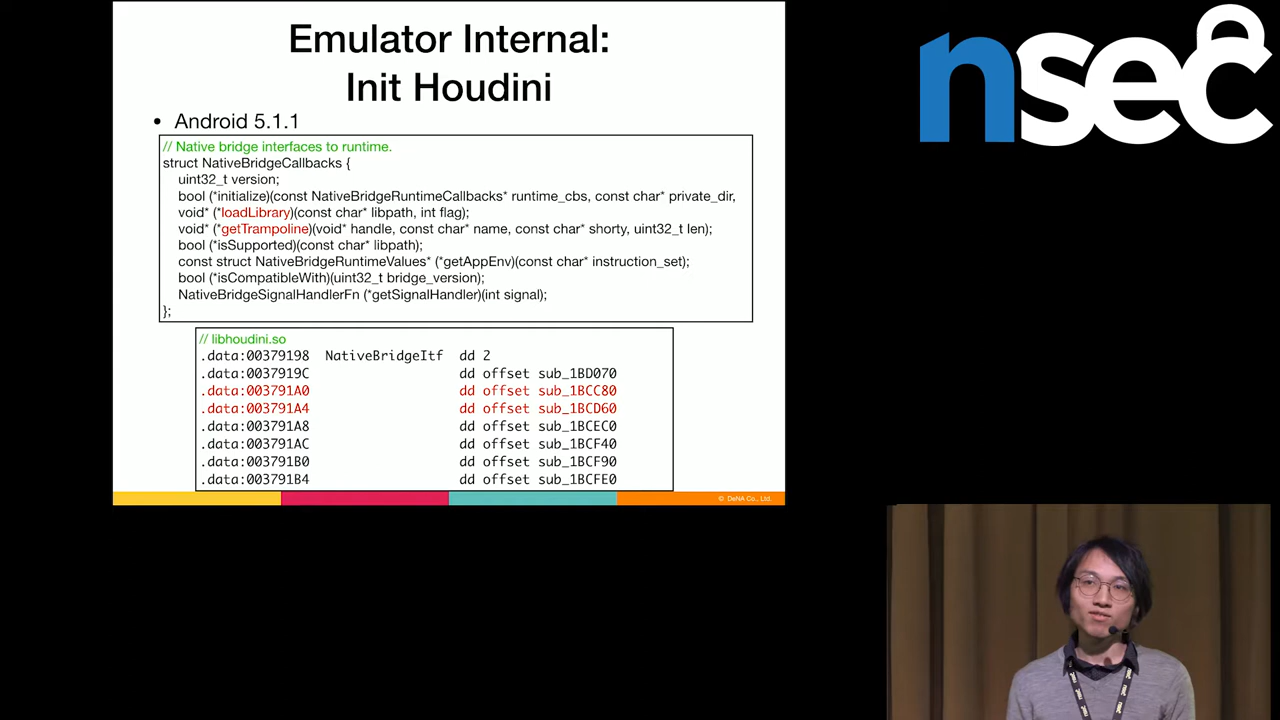 Emulator Internal:
Init Houdini
• Android 5.1.1
// Native bridge interfaces to runtime.
struct NativeBridgeCallbacks {
uint32_t version;
bool (*initialize)(const NativeBridgeRuntimeCallbacks* runtime_cbs, const char* private_dir,
void* (*loadLibrary)(const char* libpath, int flag);
void* (*getTrampoline)(void* handle, const char* name, const char* shorty, uint32_t len);
bool (*isSupported)(const char* libpath);
const struct NativeBridgeRuntimeValues* (*getAppEnv)(const char* instruction_set);
bool (*isCompatibleWith)(uint32_t bridge_version);
NativeBridgeSignalHandlerFn (*getSignalHandler)(int signal);
};
// libhoudini.so
.data:00379198 NativeBridgeItf dd 2
.data:0037919C dd offset sub_1BD070
.data:003791A0 dd offset sub_1BCC80
.data:003791A4 dd offset sub_1BCD60
.data:003791A8 dd offset sub_1BCEC0
.data:003791AC dd offset sub_1BCF40
.data:003791B0 dd offset sub_1BCF90
.data:003791B4 dd offset sub_1BCFE0
© DeNA Co., Ltd.
nsec